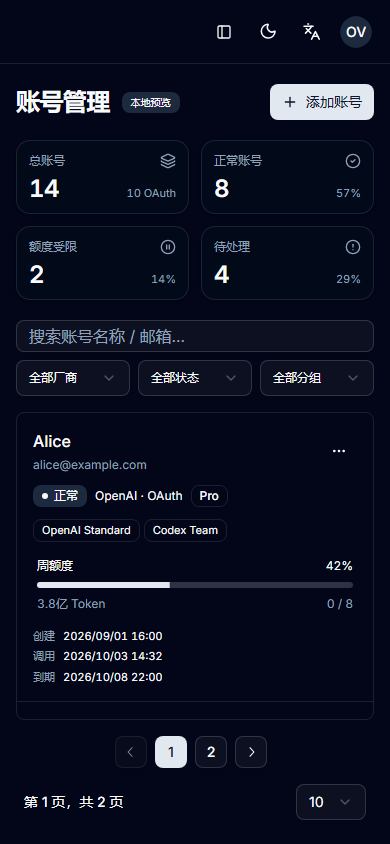 OV
账号管理 本地预览 + 添加账号
总账号
14 10 OAuth
正常账号
8 57%
额度受限
2 14%
待处理
4 29%
搜索账号名称 / 邮箱...
全部厂商 全部状态 全部分组
Alice
alice@example.com
正常 OpenAI · OAuth Pro
OpenAI Standard Codex Team
周额度 42%
3.8亿 Token 0 / 8
创建 2026/09/01 16:00
调用 2026/10/03 14:32
到期 2026/10/08 22:00
1 2
第 1 页，共 2 页 10